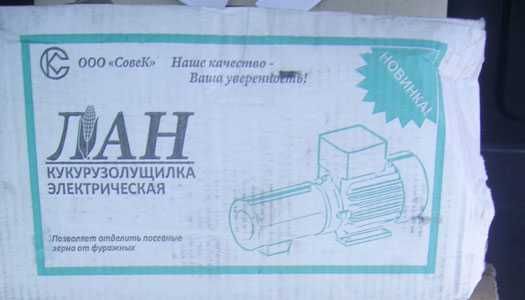 ООО «СовеК»
Наше качество -
Ваша уверенность!
НОВИНКА!
ЛАН
КУКУРУЗОЛУЩИЛКА
ЭЛЕКТРИЧЕСКАЯ
Позволяет отделить посевные
зерна от фуражных